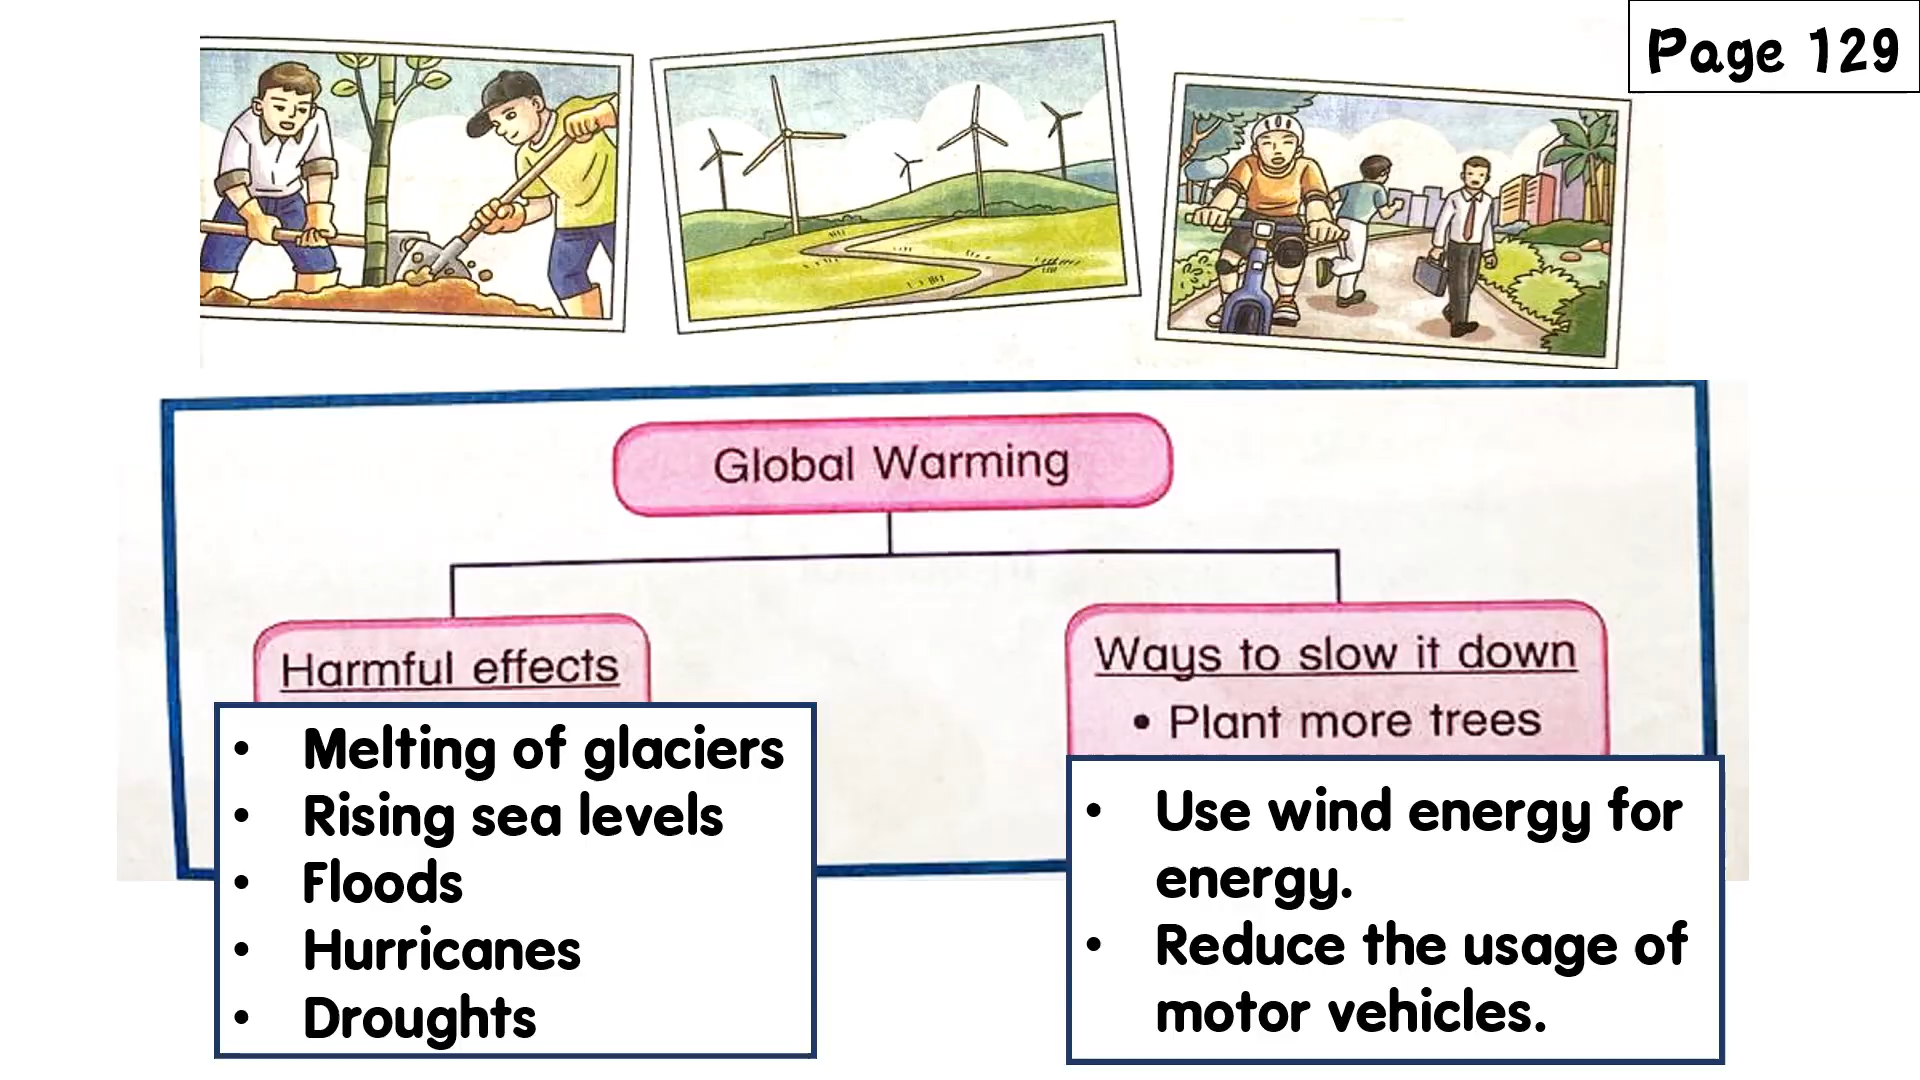 Page 129
Global Warming
Harmful effects
• Melting of glaciers
• Rising sea levels
• Floods
• Hurricanes
• Droughts
Ways to slow it down
• Plant more trees
• Use wind energy for
energy.
• Reduce the usage of
motor vehicles.